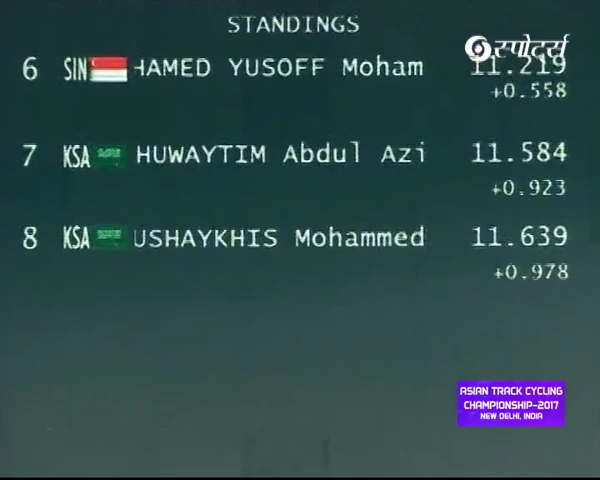 STANDINGS
स्पोर्ट्स
6 SIN HAMED YUSOFF Moham 11.219
+0.558
7 KSA HUWAYTIM Abdul Azi 11.584
+0.923
8 KSA USHAYKHIS Mohammed 11.639
+0.978
ASIAN TRACK CYCLING
CHAMPIONSHIP-2017
NEW DELHI, INDIA